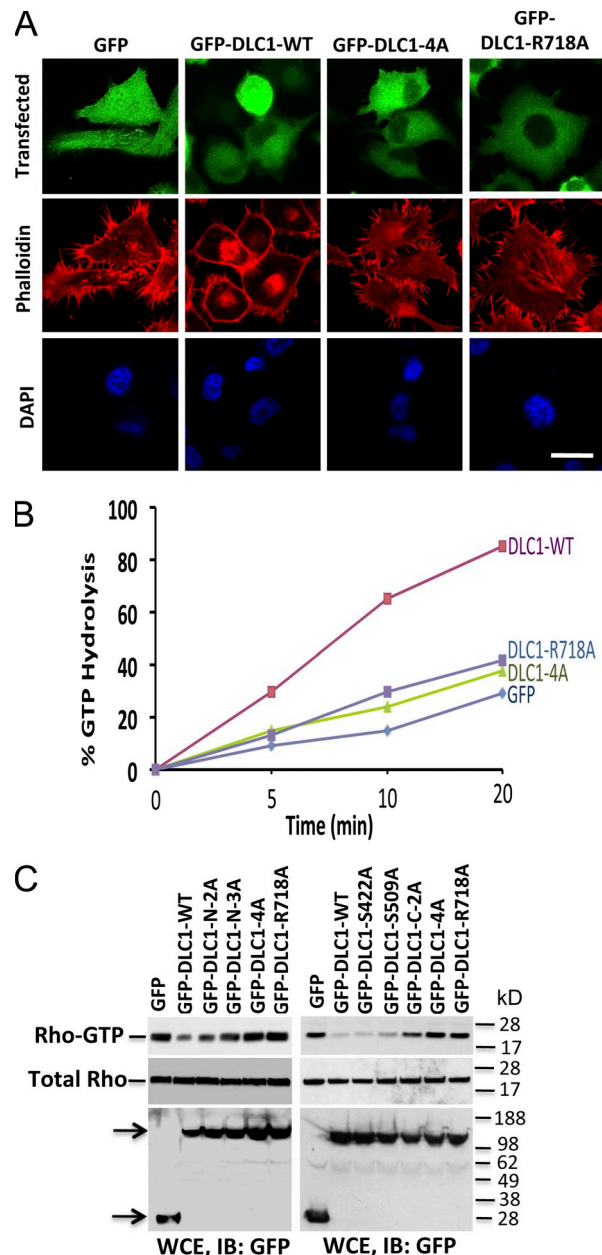 A
GFP
GFP-DLC1-WT
GFP-DLC1-4A
GFP-
DLC1-R718A
Transfected
Phalloidin
DAPI
B
% GTP Hydrolysis
100
80
60
40
20
0
0
5
10
20
Time (min)
DLC1-WT
DLC1-R718A
DLC1-4A
GFP
C
GFP
GFP-DLC1-WT
GFP-DLC1-N-2A
GFP-DLC1-N-3A
GFP-DLC1-4A
GFP-DLC1-R718A
GFP
GFP-DLC1-WT
GFP-DLC1-S422A
GFP-DLC1-S509A
GFP-DLC1-C-2A
GFP-DLC1-4A
GFP-DLC1-R718A
kD
Rho-GTP
28
17
Total Rho
28
17
188
98
62
49
38
28
WCE, IB: GFP
WCE, IB: GFP